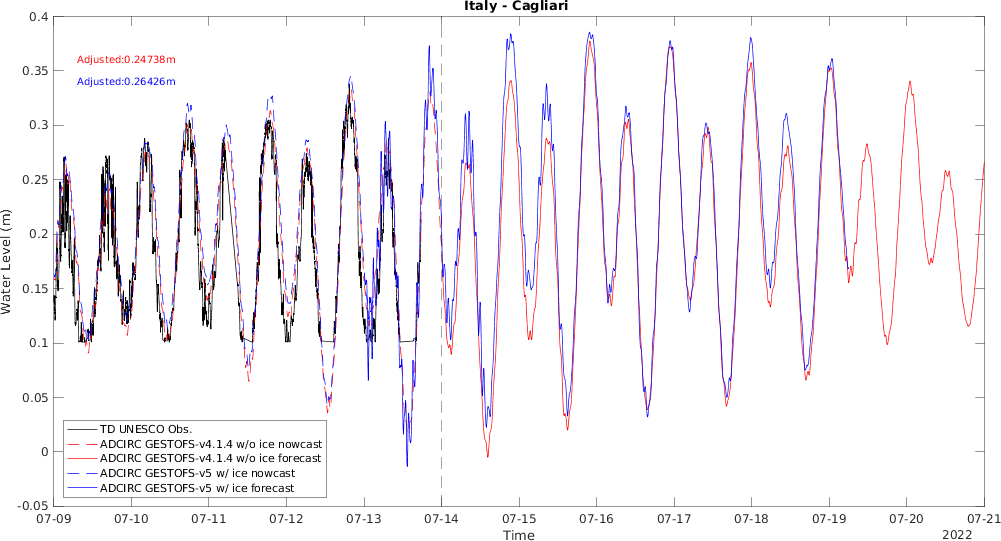 Italy - Cagliari
0.4
0.35
0.3
0.25
0.2
0.15
0.1
0.05
0
-0.05
Water Level (m)
Adjusted:0.24738m
Adjusted:0.26426m
TD UNESCO Obs.
ADCIRC GESTOFS-v4.1.4 w/o ice nowcast
ADCIRC GESTOFS-v4.1.4 w/o ice forecast
ADCIRC GESTOFS-v5 w/ ice nowcast
ADCIRC GESTOFS-v5 w/ ice forecast
07-09 07-10 07-11 07-12 07-13 07-14 07-15 07-16 07-17 07-18 07-19 07-20 07-21
Time
2022